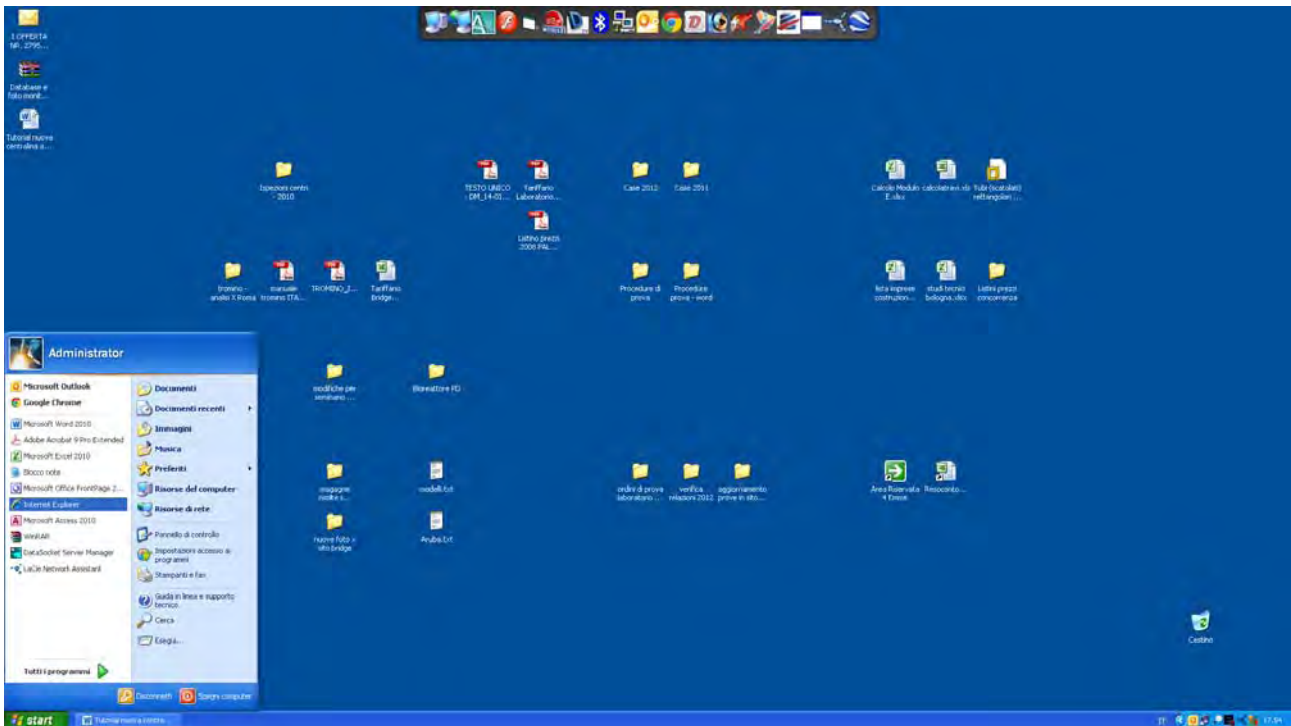 I OFFERTA
NR. 2795...
Database e
foto monit...
Tutorial nuova
centralina a...
Ispezioni centri
- 2010
TESTO UNICO
- DM_14-01...
Tariffario
Laboratorio...
Case 2012
Case 2011
Calcolo Modulo
E.xlsx
calcolatravi.xls
Tubi (scatolati)
rettangolari ...
Listino prezzi
2006 PAL...
tromino -
analisi X Roma
manuale
tromino ITA...
TROMINO_I...
Tariffario
Bridge...
Procedure di
prova
Procedure
prova - word
lista imprese
costruzion...
studi tecnici
bologna.xlsx
Listini prezzi
concorrenza
Administrator
Microsoft Outlook
Google Chrome
Microsoft Word 2010
Adobe Acrobat 9 Pro Extended
Microsoft Excel 2010
Blocco note
Microsoft Office FrontPage 2...
Internet Explorer
Microsoft Access 2010
WinRAR
DataSocket Server Manager
LaCie Network Assistant
Tutti i programmi
Documenti
Documenti recenti
Immagini
Musica
Preferiti
Risorse del computer
Risorse di rete
Pannello di controllo
Impostazioni accesso ai
programmi
Stampanti e fax
Guida in linea e supporto
tecnico
Cerca
Esegui...
Disconnetti
Spegni computer
modifiche per
seminario ...
Bioreattore PD
magagne
risolte s...
modelli.txt
ordini di prova
laboratorio ...
verifica
relazioni 2012
aggiornamento
prove in sito...
Area Riservata
4 Emme
Resoconto...
nuove foto x
sito bridge
Aruba.txt
Cestino
start
Tutorial nuova centra...
IT
17.54